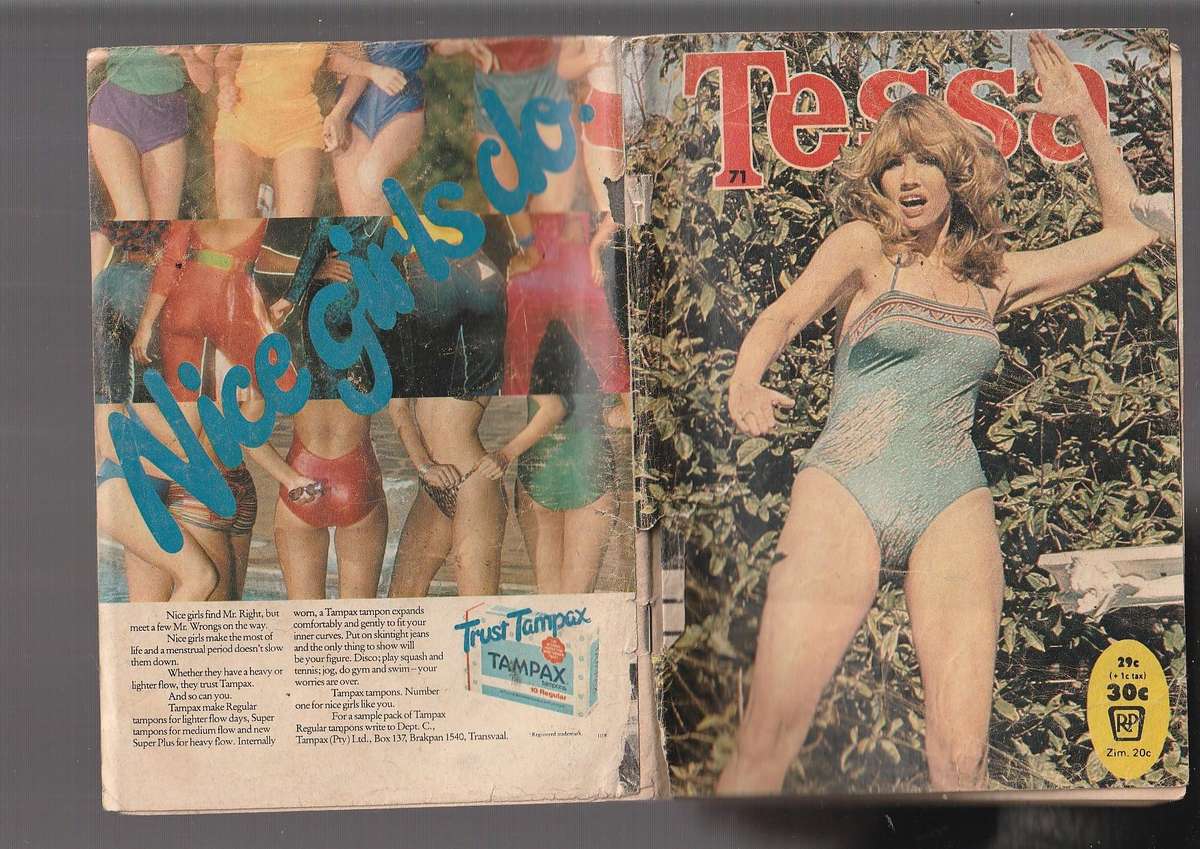 Nice girls do.
Nice girls find Mr. Right, but
meet a few Mr. Wrongs on the way.
Nice girls make the most of
life and a menstrual period doesn't slow
them down.
Whether they have a heavy or
lighter flow, they trust Tampax.
And so can you.
Tampax make Regular
tampons for lighter flow days, Super
tampons for medium flow and new
Super Plus for heavy flow. Internally
worn, a Tampax tampon expands
comfortably and gently to fit your
inner curves. Put on skintight jeans
and the only thing to show will
be your figure. Disco; play squash and
tennis; jog, do gym and swim – your
worries are over.
Tampax tampons. Number
one for nice girls like you.
For a sample pack of Tampax
Regular tampons write to Dept. C.,
Tampax (Pty) Ltd., Box 137, Brakpan 1540, Transvaal.
Trust Tampax
TAMPAX
tampons
10 Regular
Registered trademark
Tessa
71
29c
(+ 1c tax)
30c
RP
Zim. 20c